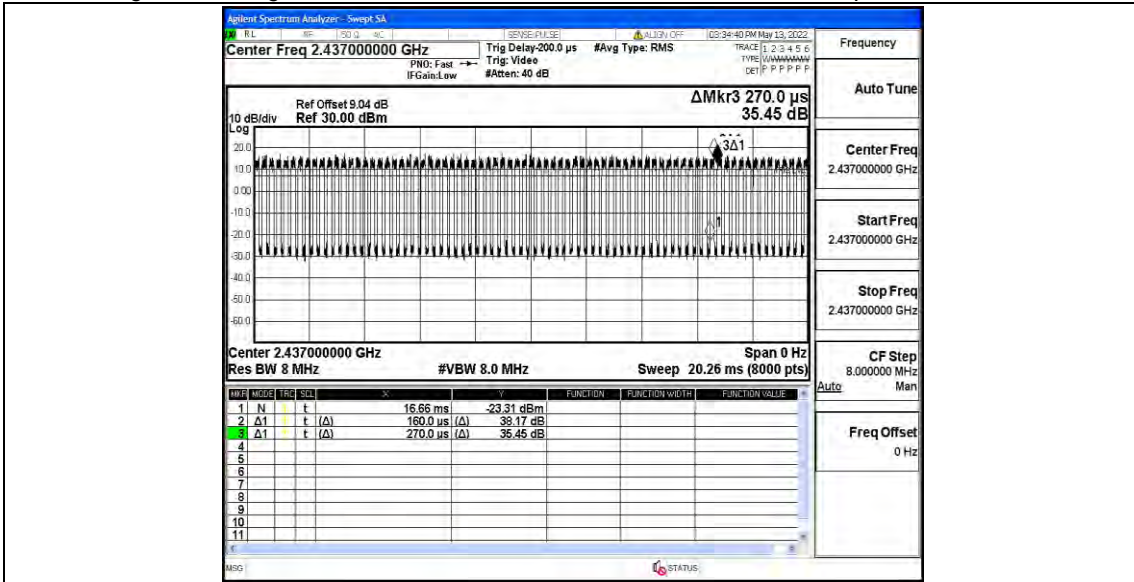 Agilent Spectrum Analyzer - Swept SA
RL RF 50 Ω AC SENSE:PULSE ALIGN OFF 03:34:40 PM May 13, 2022
Center Freq 2.437000000 GHz
PNO: Fast
IFGain:Low
Trig Delay-200.0 µs
Trig: Video
#Atten: 40 dB
#Avg Type: RMS
TRACE 1 2 3 4 5 6
TYPE
DET P P P P P P
Ref Offset 9.04 dB
Ref 30.00 dBm
10 dB/div
Log
ΔMkr3 270.0 µs
35.45 dB
20.0
10.0
0.00
-10.0
-20.0
-30.0
-40.0
-50.0
-60.0
3Δ1
1
Center 2.437000000 GHz
Span 0 Hz
Res BW 8 MHz
#VBW 8.0 MHz
Sweep 20.26 ms (8000 pts)
MKR MODE TRC SCL X Y FUNCTION FUNCTION WIDTH FUNCTION VALUE
1 N t 16.66 ms -23.31 dBm
2 Δ1 t (Δ) 160.0 µs (Δ) 38.17 dB
3 Δ1 t (Δ) 270.0 µs (Δ) 35.45 dB
4
5
6
7
8
9
10
11
MSG
STATUS
Frequency
Auto Tune
Center Freq
2.437000000 GHz
Start Freq
2.437000000 GHz
Stop Freq
2.437000000 GHz
CF Step
8.000000 MHz
Auto Man
Freq Offset
0 Hz